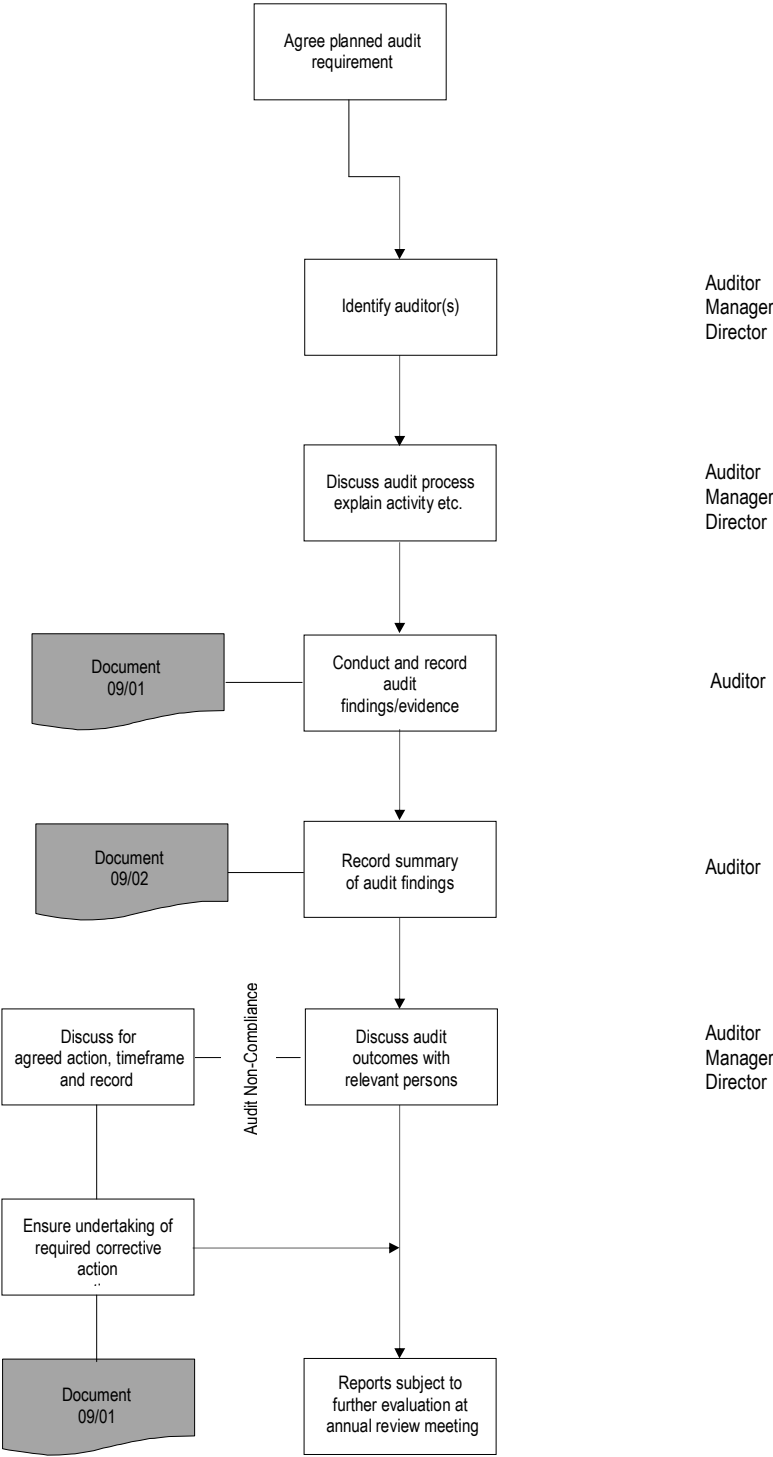 Agree planned audit
requirement
Identify auditor(s)
Auditor
Manager
Director
Discuss audit process
explain activity etc.
Auditor
Manager
Director
Document
09/01
Conduct and record
audit
findings/evidence
Auditor
Document
09/02
Record summary
of audit findings
Auditor
Discuss for
agreed action, timeframe
and record
Audit Non-Compliance
Discuss audit
outcomes with
relevant persons
Auditor
Manager
Director
Ensure undertaking of
required corrective
action
Document
09/01
Reports subject to
further evaluation at
annual review meeting